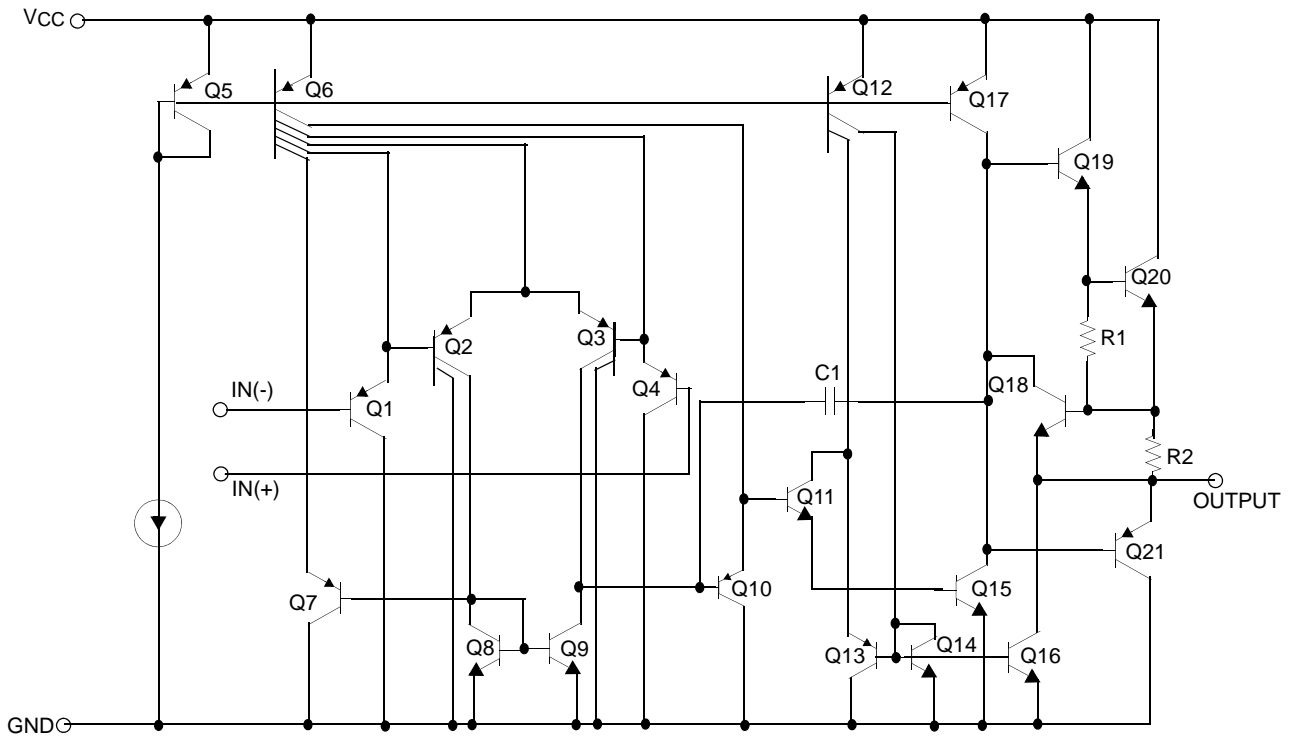 VCC
Q5
Q6
Q12
Q17
Q19
Q20
Q2
Q3
R1
C1
Q18
IN(-)
Q1
Q4
R2
IN(+)
Q11
OUTPUT
Q21
Q7
Q10
Q15
Q8
Q9
Q13
Q14
Q16
GND